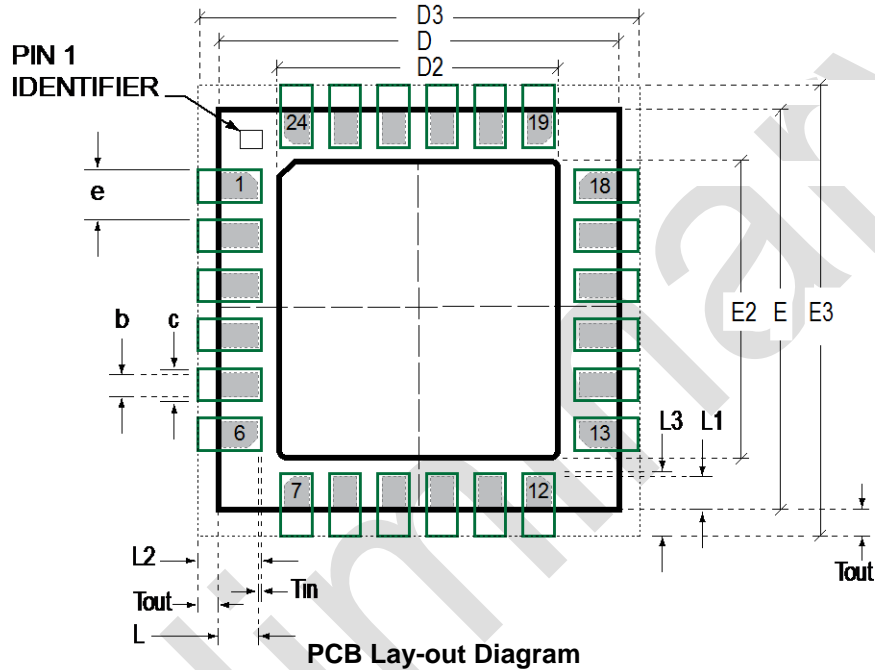 D3
D
D2
PIN 1
IDENTIFIER
24
19
1
18
e
E2
E
E3
b
c
6
13
L3
L1
7
12
L2
Tin
Tout
Tout
L
PCB Lay-out Diagram